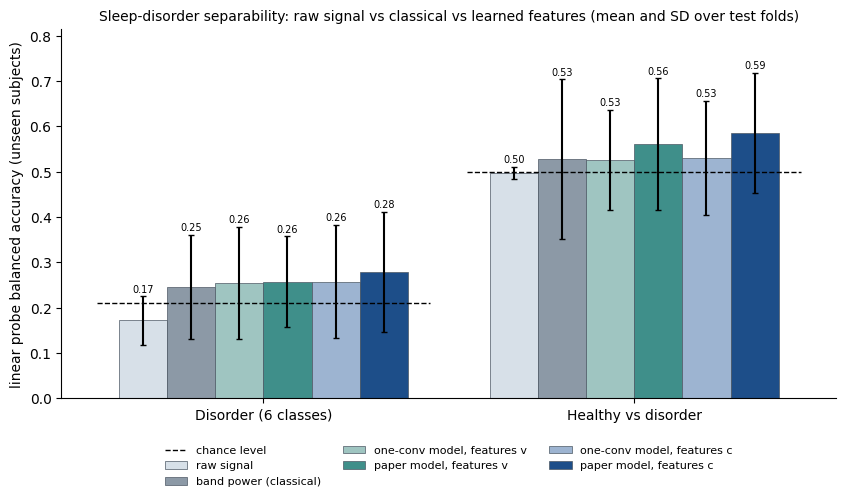 Sleep-disorder separability: raw signal vs classical vs learned features (mean and SD over test folds)
linear probe balanced accuracy (unseen subjects)
0.8
0.7
0.6
0.5
0.4
0.3
0.2
0.1
0.0
0.17
0.25
0.26
0.26
0.26
0.28
0.50
0.53
0.53
0.56
0.53
0.59
Disorder (6 classes)
Healthy vs disorder
chance level
raw signal
band power (classical)
one-conv model, features v
paper model, features v
one-conv model, features c
paper model, features c